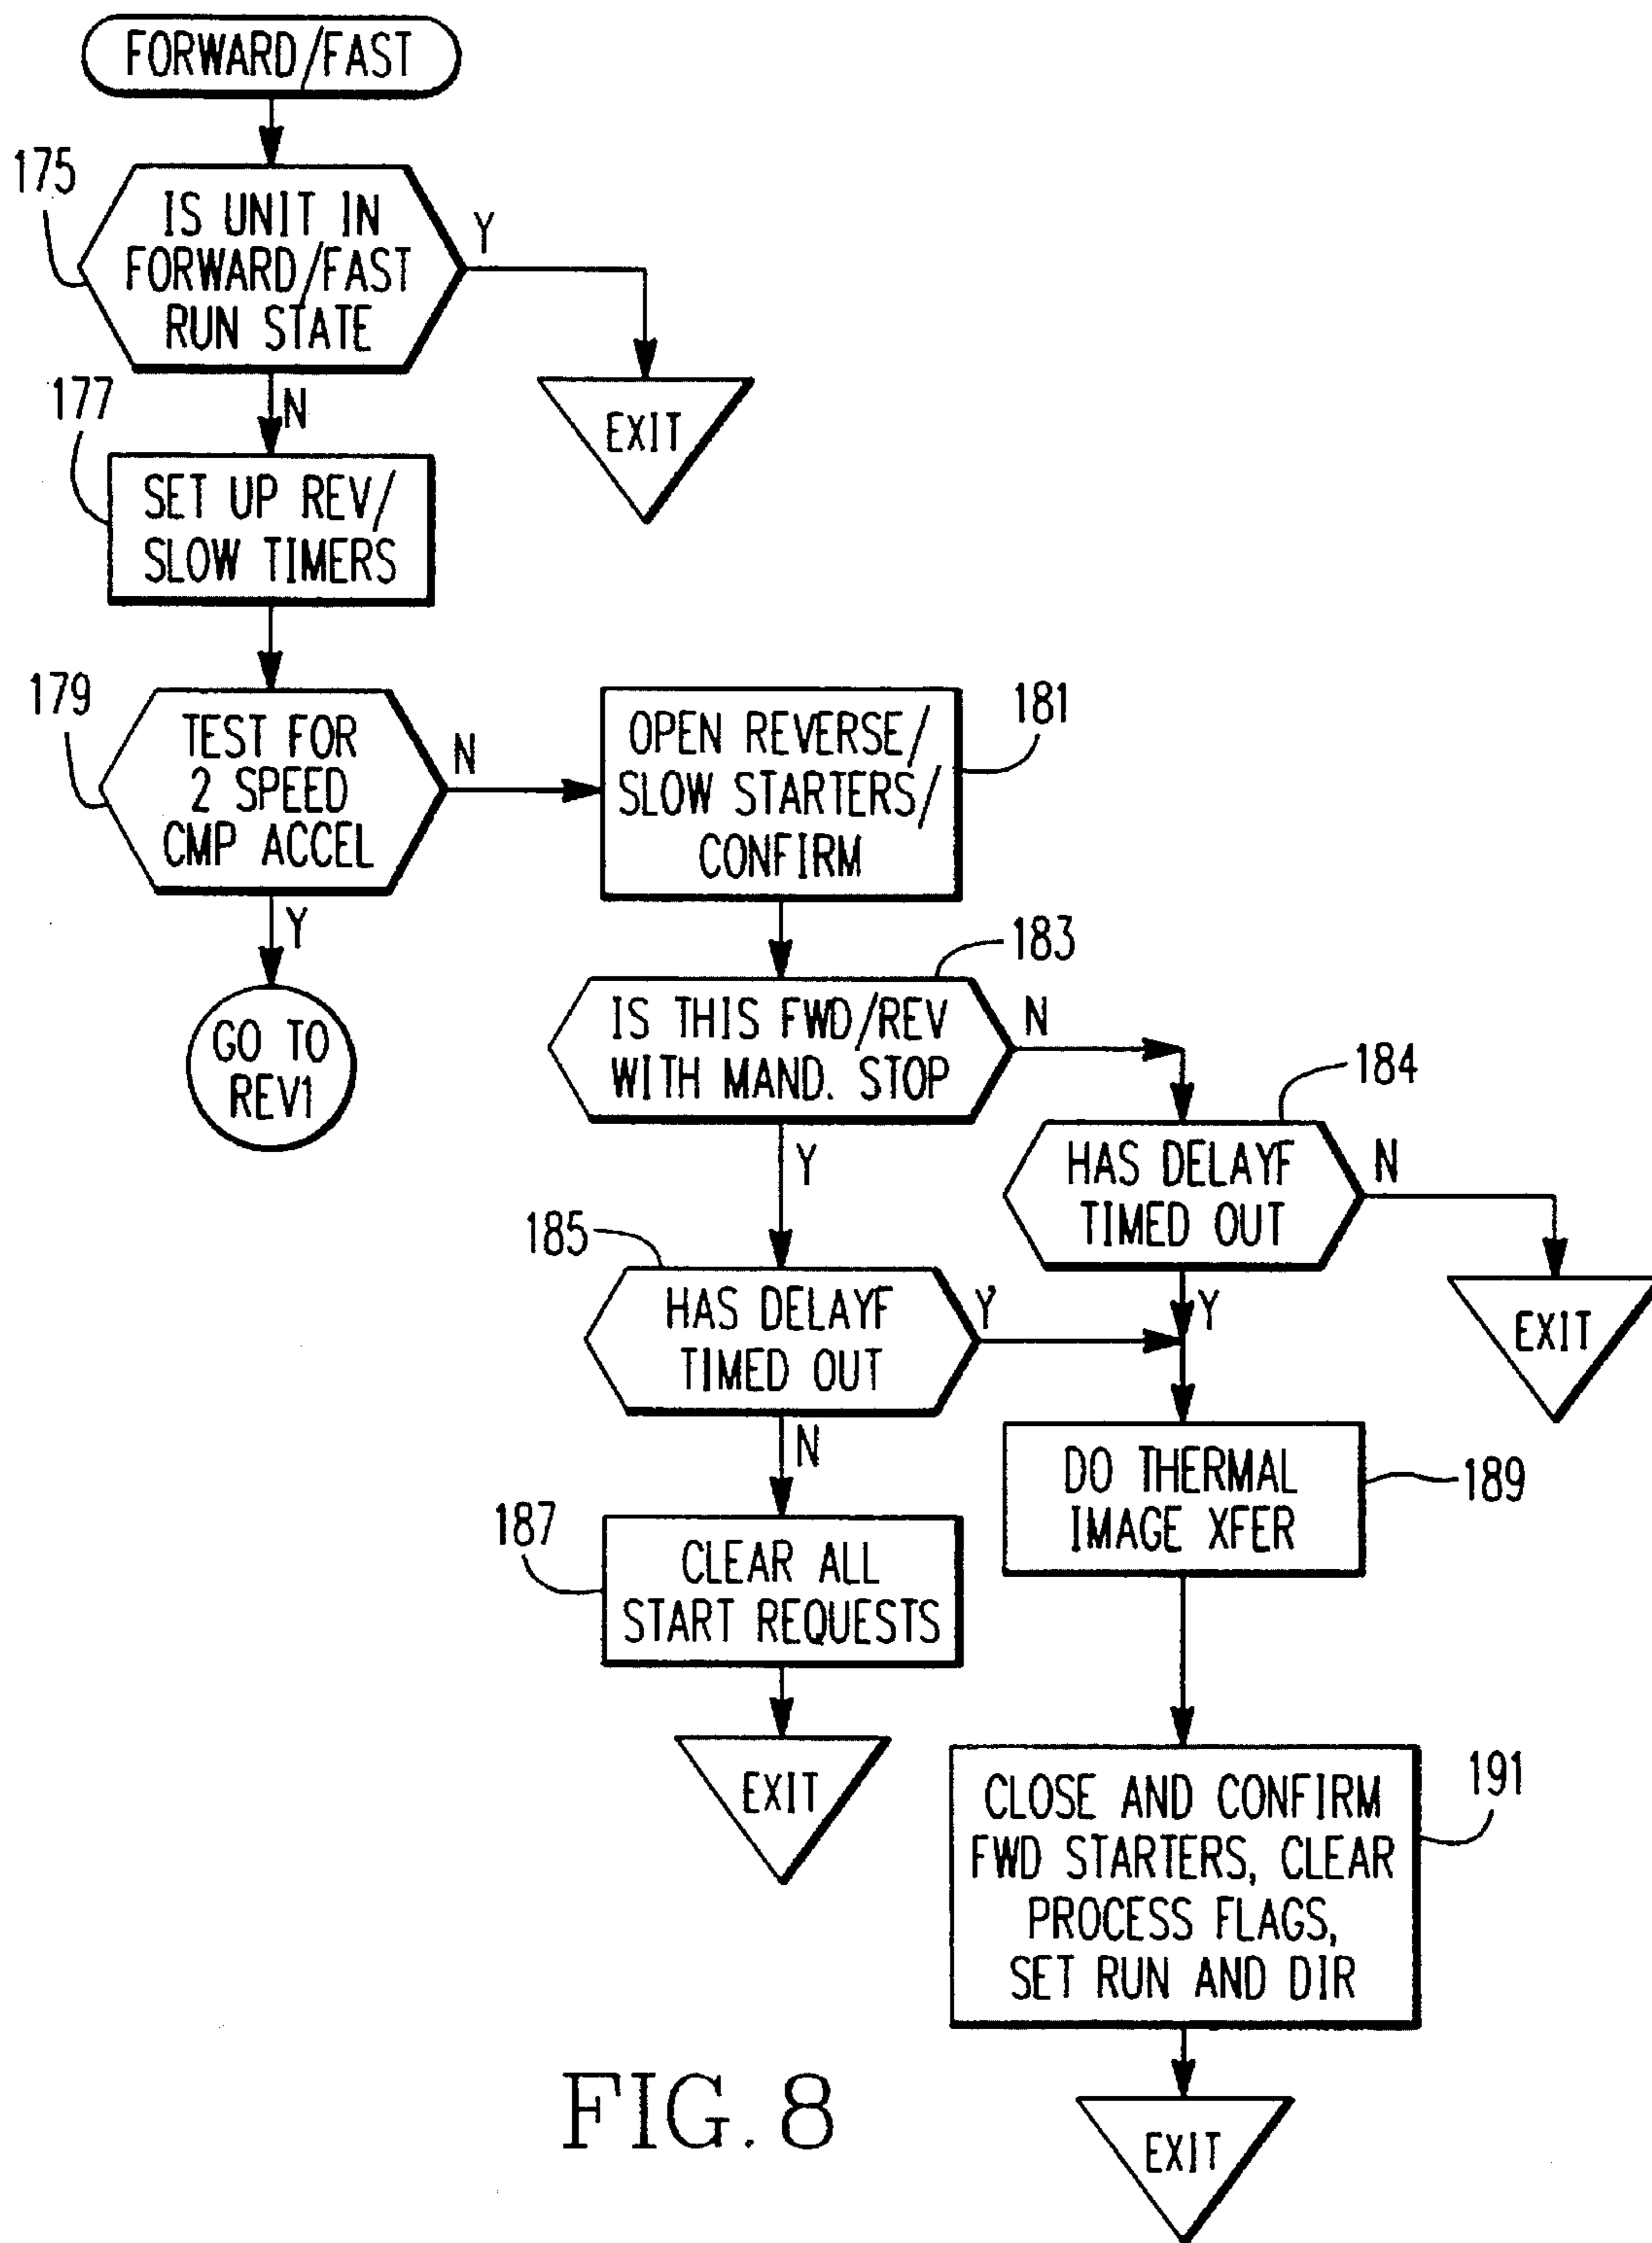 FORWARD/FAST
175
IS UNIT IN
FORWARD/FAST
RUN STATE
Y
EXIT
N
177
SET UP REV/
SLOW TIMERS
179
TEST FOR
2 SPEED
CMP ACCEL
N
Y
GO TO
REV1
181
OPEN REVERSE/
SLOW STARTERS/
CONFIRM
183
IS THIS FWD/REV
WITH MAND. STOP
N
Y
184
HAS DELAYF
TIMED OUT
N
EXIT
Y
185
HAS DELAYF
TIMED OUT
Y
N
187
CLEAR ALL
START REQUESTS
EXIT
189
DO THERMAL
IMAGE XFER
191
CLOSE AND CONFIRM
FWD STARTERS, CLEAR
PROCESS FLAGS,
SET RUN AND DIR
EXIT
FIG. 8